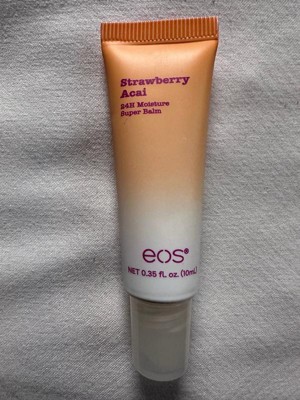 Strawberry
Acai
24H Moisture
Super Balm
eos®
NET 0.35 fl. oz. (10mL)